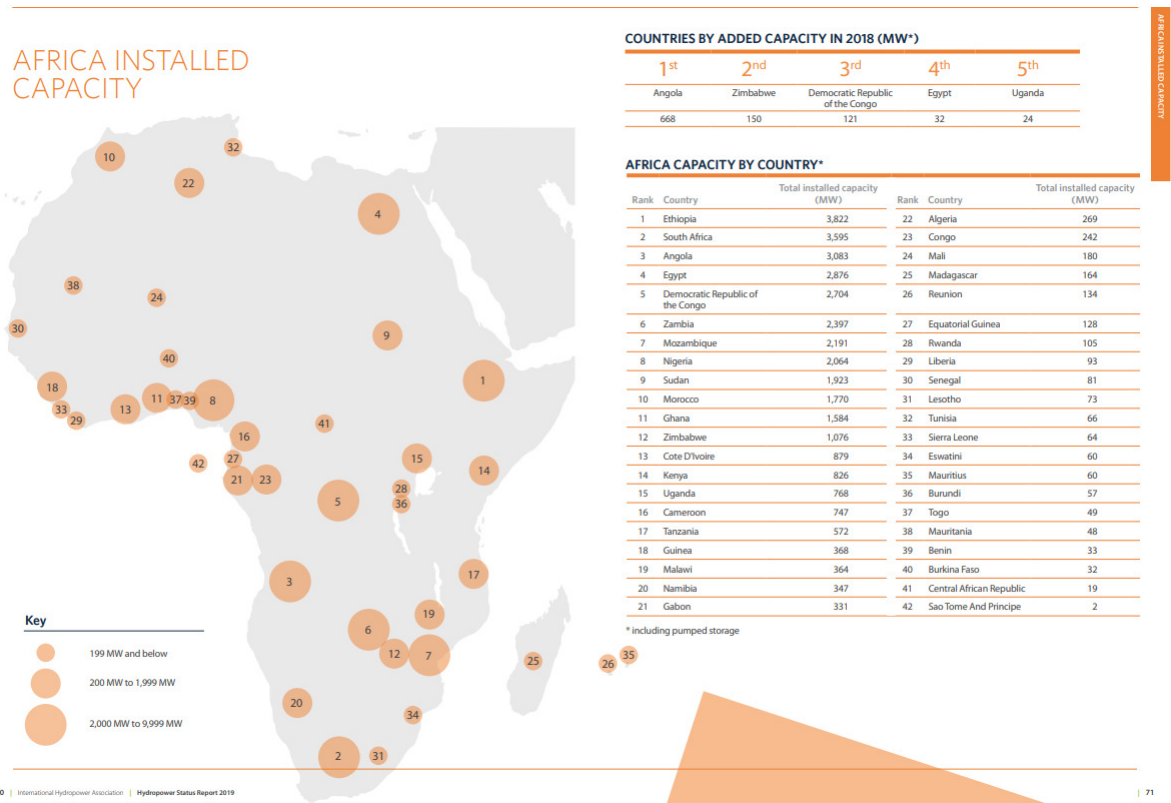 AFRICA INSTALLED
CAPACITY
10
32
22
4
38
24
30
9
40
1
18
11
37
39
8
33
13
29
41
16
42
27
15
14
21
23
28
5
36
3
17
19
6
12
7
25
26
35
20
34
2
31
Key
199 MW and below
200 MW to 1,999 MW
2,000 MW to 9,999 MW
0 | International Hydropower Association | Hydropower Status Report 2019
COUNTRIES BY ADDED CAPACITY IN 2018 (MW*)
1st 2nd 3rd 4th 5th
Angola Zimbabwe Democratic Republic of the Congo Egypt Uganda
668 150 121 32 24
AFRICA CAPACITY BY COUNTRY*
Rank Country Total installed capacity (MW) Rank Country Total installed capacity (MW)
1 Ethiopia 3,822 22 Algeria 269
2 South Africa 3,595 23 Congo 242
3 Angola 3,083 24 Mali 180
4 Egypt 2,876 25 Madagascar 164
5 Democratic Republic of the Congo 2,704 26 Reunion 134
6 Zambia 2,397 27 Equatorial Guinea 128
7 Mozambique 2,191 28 Rwanda 105
8 Nigeria 2,064 29 Liberia 93
9 Sudan 1,923 30 Senegal 81
10 Morocco 1,770 31 Lesotho 73
11 Ghana 1,584 32 Tunisia 66
12 Zimbabwe 1,076 33 Sierra Leone 64
13 Cote D'Ivoire 879 34 Eswatini 60
14 Kenya 826 35 Mauritius 60
15 Uganda 768 36 Burundi 57
16 Cameroon 747 37 Togo 49
17 Tanzania 572 38 Mauritania 48
18 Guinea 368 39 Benin 33
19 Malawi 364 40 Burkina Faso 32
20 Namibia 347 41 Central African Republic 19
21 Gabon 331 42 Sao Tome And Principe 2
* including pumped storage
AFRICA INSTALLED CAPACITY
| 71